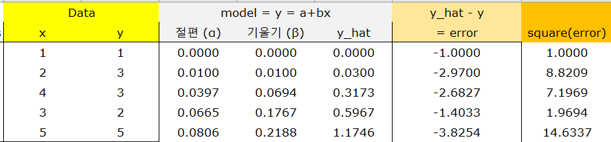 Data model = y = a+bx y_hat - y
x y 절편 (α) 기울기 (β) y_hat = error square(error)
1 1 0.0000 0.0000 0.0000 -1.0000 1.0000
2 3 0.0100 0.0100 0.0300 -2.9700 8.8209
4 3 0.0397 0.0694 0.3173 -2.6827 7.1969
3 2 0.0665 0.1767 0.5967 -1.4033 1.9694
5 5 0.0806 0.2188 1.1746 -3.8254 14.6337